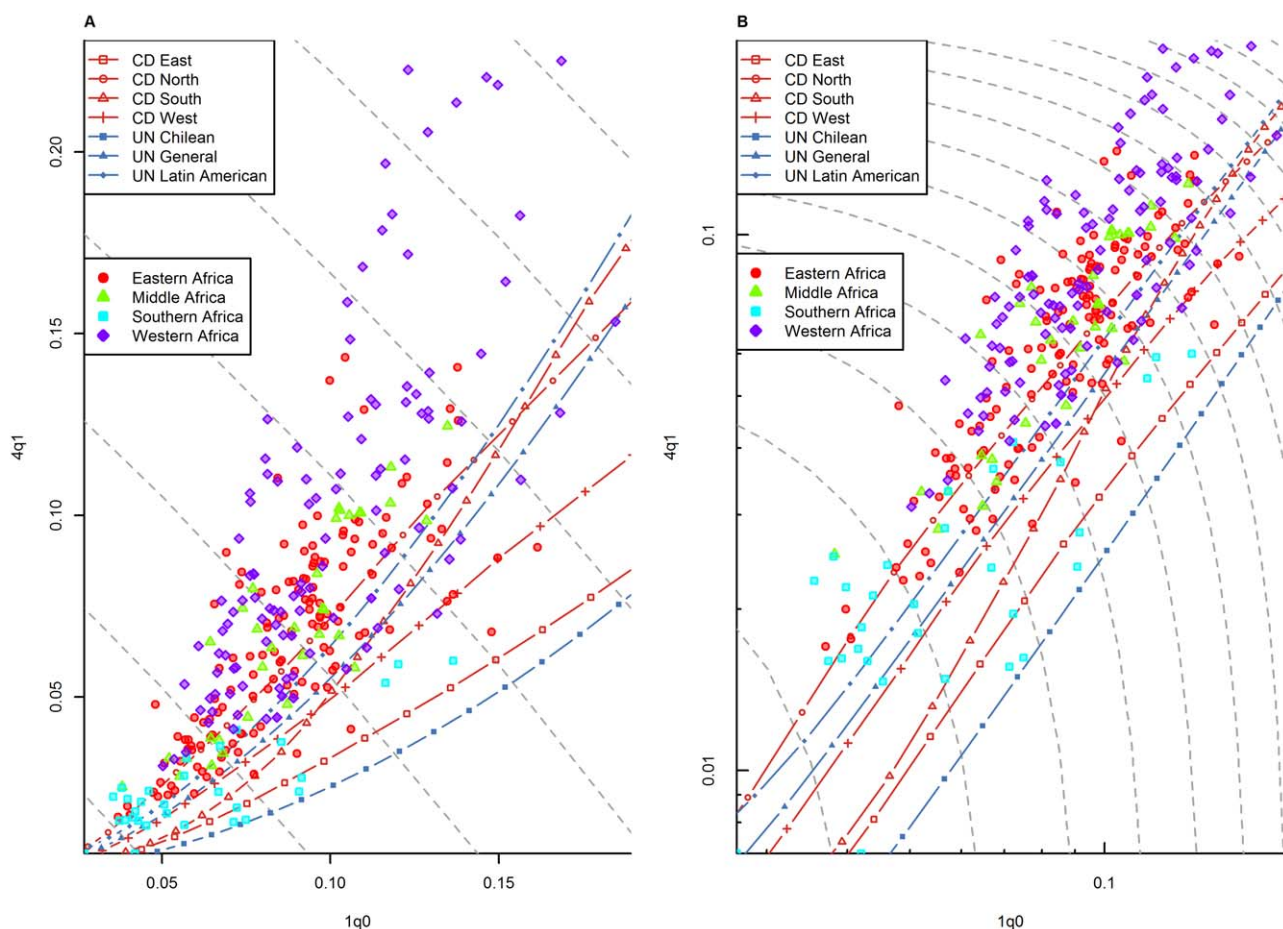 A
CD East
CD North
CD South
CD West
UN Chilean
UN General
UN Latin American
Eastern Africa
Middle Africa
Southern Africa
Western Africa
0.20
0.15
0.10
0.05
4q1
0.05
0.10
0.15
1q0
B
CD East
CD North
CD South
CD West
UN Chilean
UN General
UN Latin American
Eastern Africa
Middle Africa
Southern Africa
Western Africa
0.1
0.01
4q1
0.1
1q0